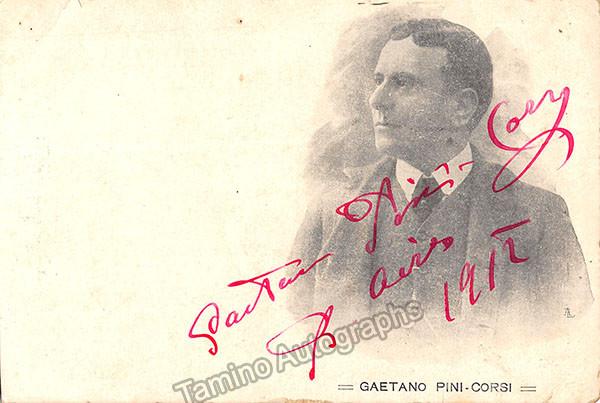 Gaetano Pini-Corsi
B. Aires
1912
Tamino Autographs
= GAETANO PINI-CORSI =